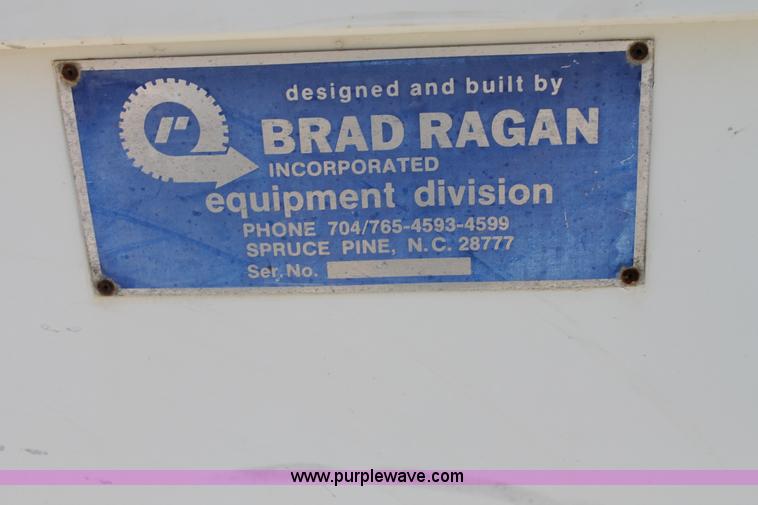 designed and built by
BRAD RAGAN
INCORPORATED
equipment division
PHONE 704/765-4593-4599
SPRUCE PINE, N.C. 28777
Ser. No.
www.purplewave.com